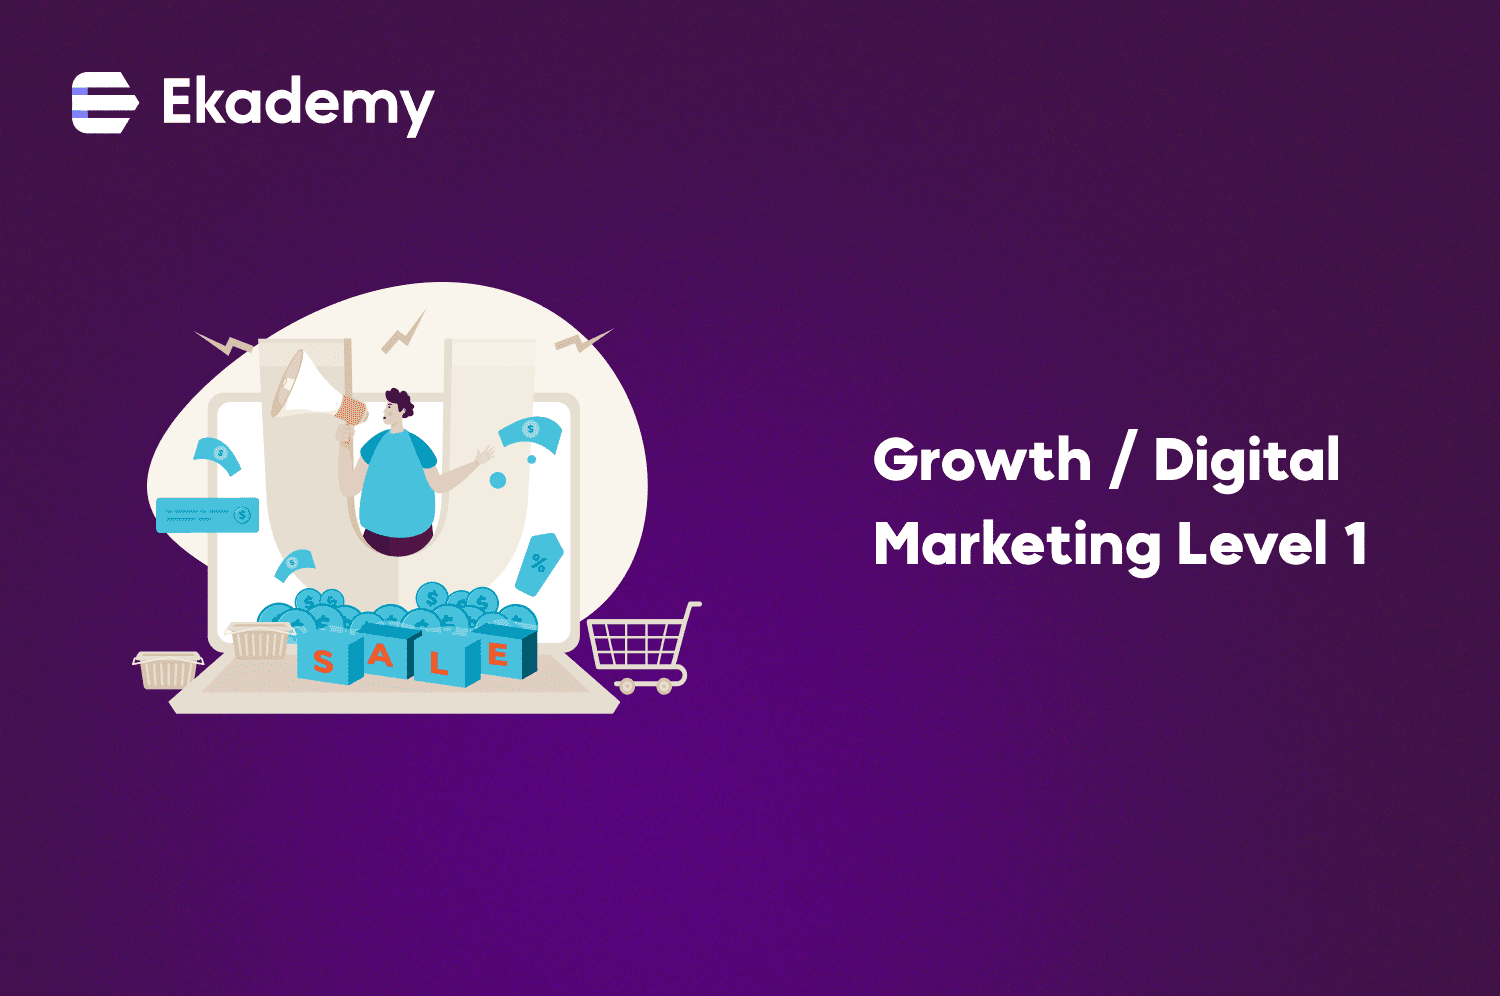 Ekademy
Growth / Digital
Marketing Level 1
$
$
%
$
$
SALE